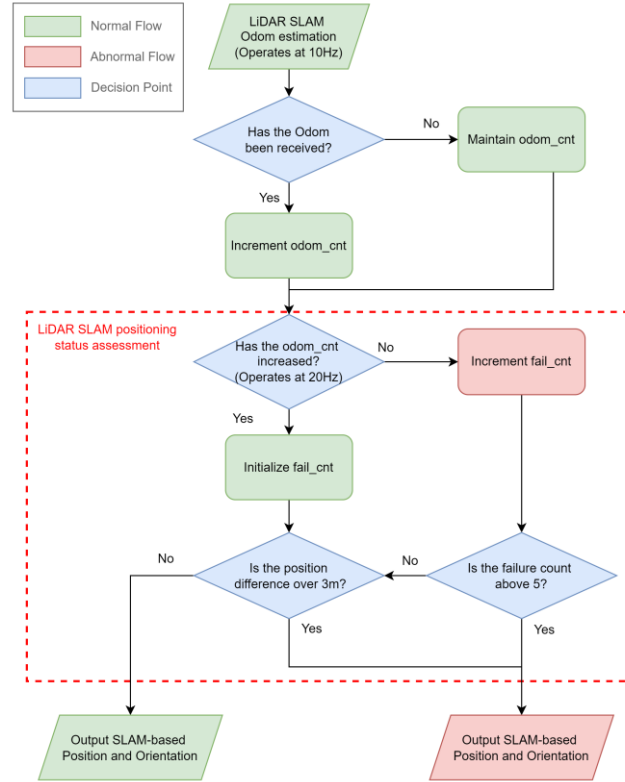 Normal Flow
Abnormal Flow
Decision Point
LiDAR SLAM
Odom estimation
(Operates at 10Hz)
Has the Odom
been received?
No
Maintain odom_cnt
Yes
Increment odom_cnt
LiDAR SLAM positioning
status assessment
Has the odom_cnt
increased?
(Operates at 20Hz)
No
Increment fail_cnt
Yes
Initialize fail_cnt
No
Is the position
difference over 3m?
No
Is the failure count
above 5?
Yes
Yes
Output SLAM-based
Position and Orientation
Output SLAM-based
Position and Orientation